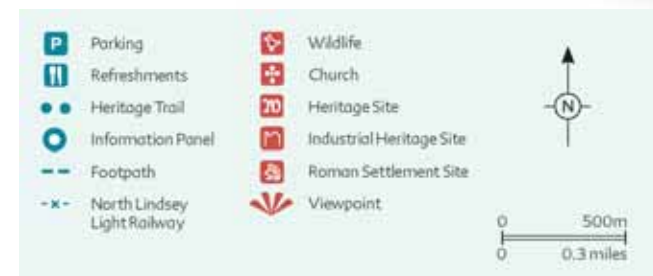 P Parking
Refreshments
Heritage Trail
Information Panel
Footpath
North Lindsey
Light Railway
Wildlife
Church
Heritage Site
Industrial Heritage Site
Roman Settlement Site
Viewpoint
N
0 500m
0 0.3 miles